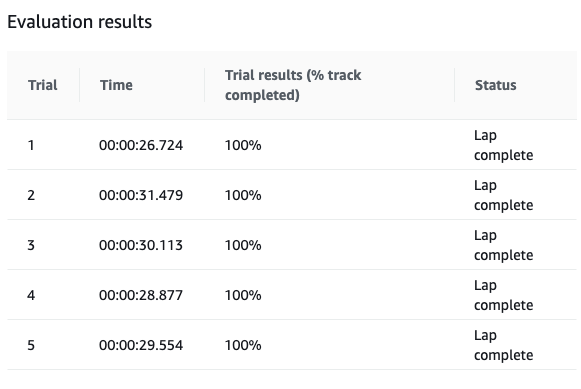 Evaluation results
Trial Time Trial results (% track completed) Status
1 00:00:26.724 100% Lap complete
2 00:00:31.479 100% Lap complete
3 00:00:30.113 100% Lap complete
4 00:00:28.877 100% Lap complete
5 00:00:29.554 100% Lap complete